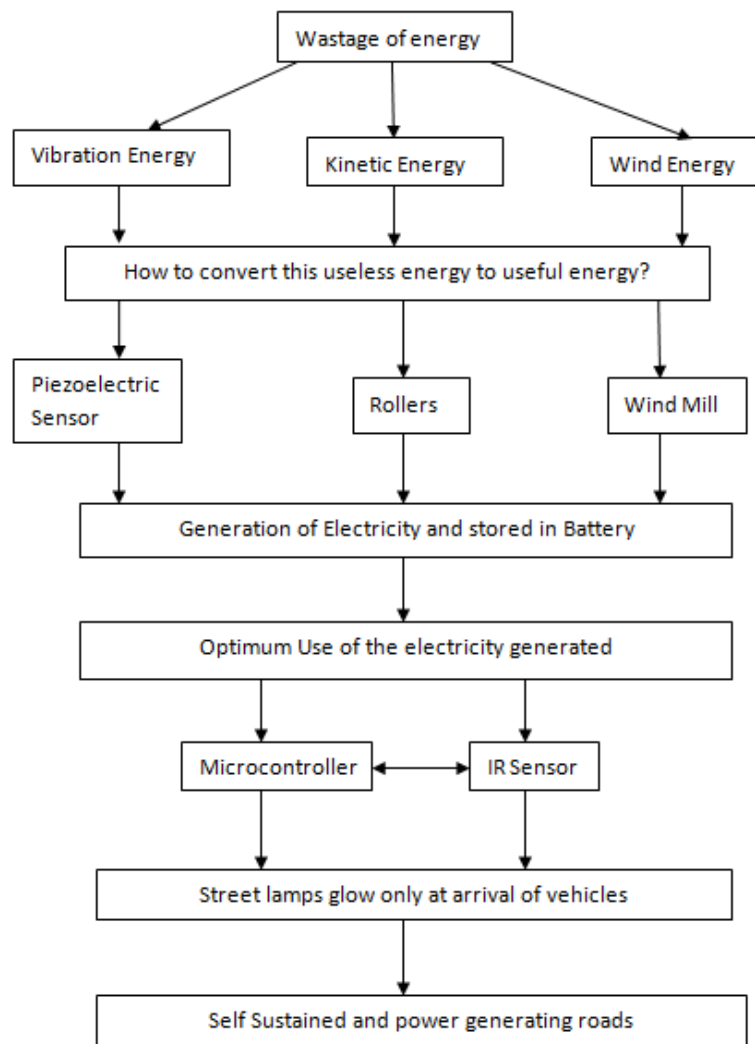 Wastage of energy
Vibration Energy
Kinetic Energy
Wind Energy
How to convert this useless energy to useful energy?
Piezoelectric
Sensor
Rollers
Wind Mill
Generation of Electricity and stored in Battery
Optimum Use of the electricity generated
Microcontroller
IR Sensor
Street lamps glow only at arrival of vehicles
Self Sustained and power generating roads